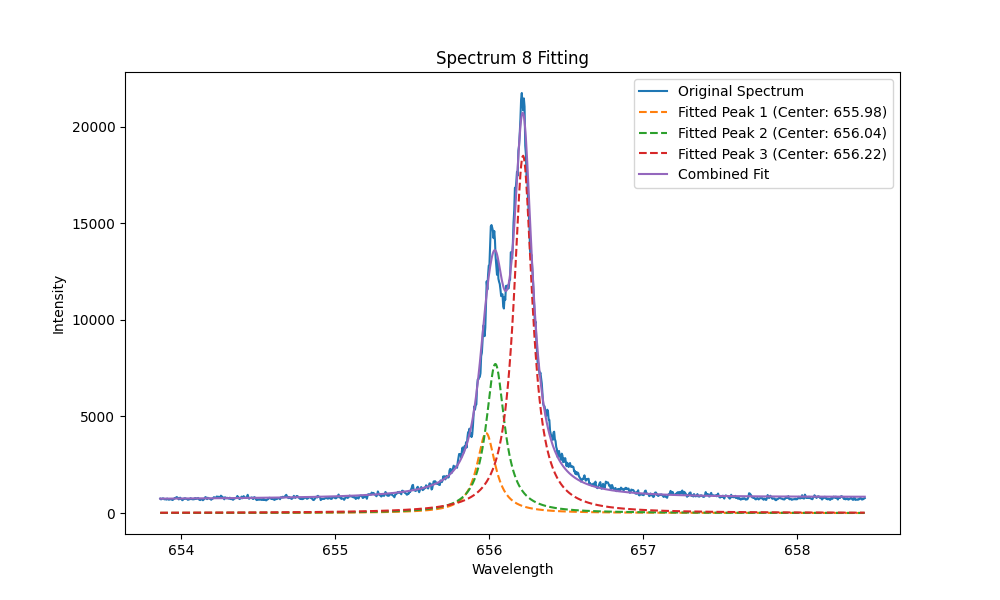 Spectrum 8 Fitting
Original Spectrum
Fitted Peak 1 (Center: 655.98)
Fitted Peak 2 (Center: 656.04)
Fitted Peak 3 (Center: 656.22)
Combined Fit
Intensity
20000
15000
10000
5000
0
654 655 656 657 658
Wavelength